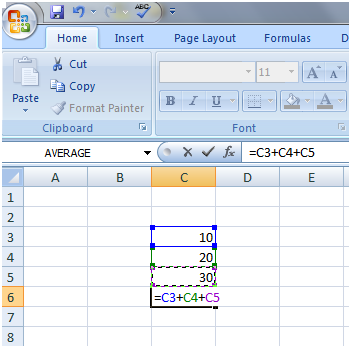 ABC
Home Insert Page Layout Formulas D
Cut
Copy
Format Painter
Paste
11 A A
B I U A
Clipboard Font
AVERAGE fx =C3+C4+C5
A B C D E
1
2
3 10
4 20
5 30
6 =C3+C4+C5
7
8